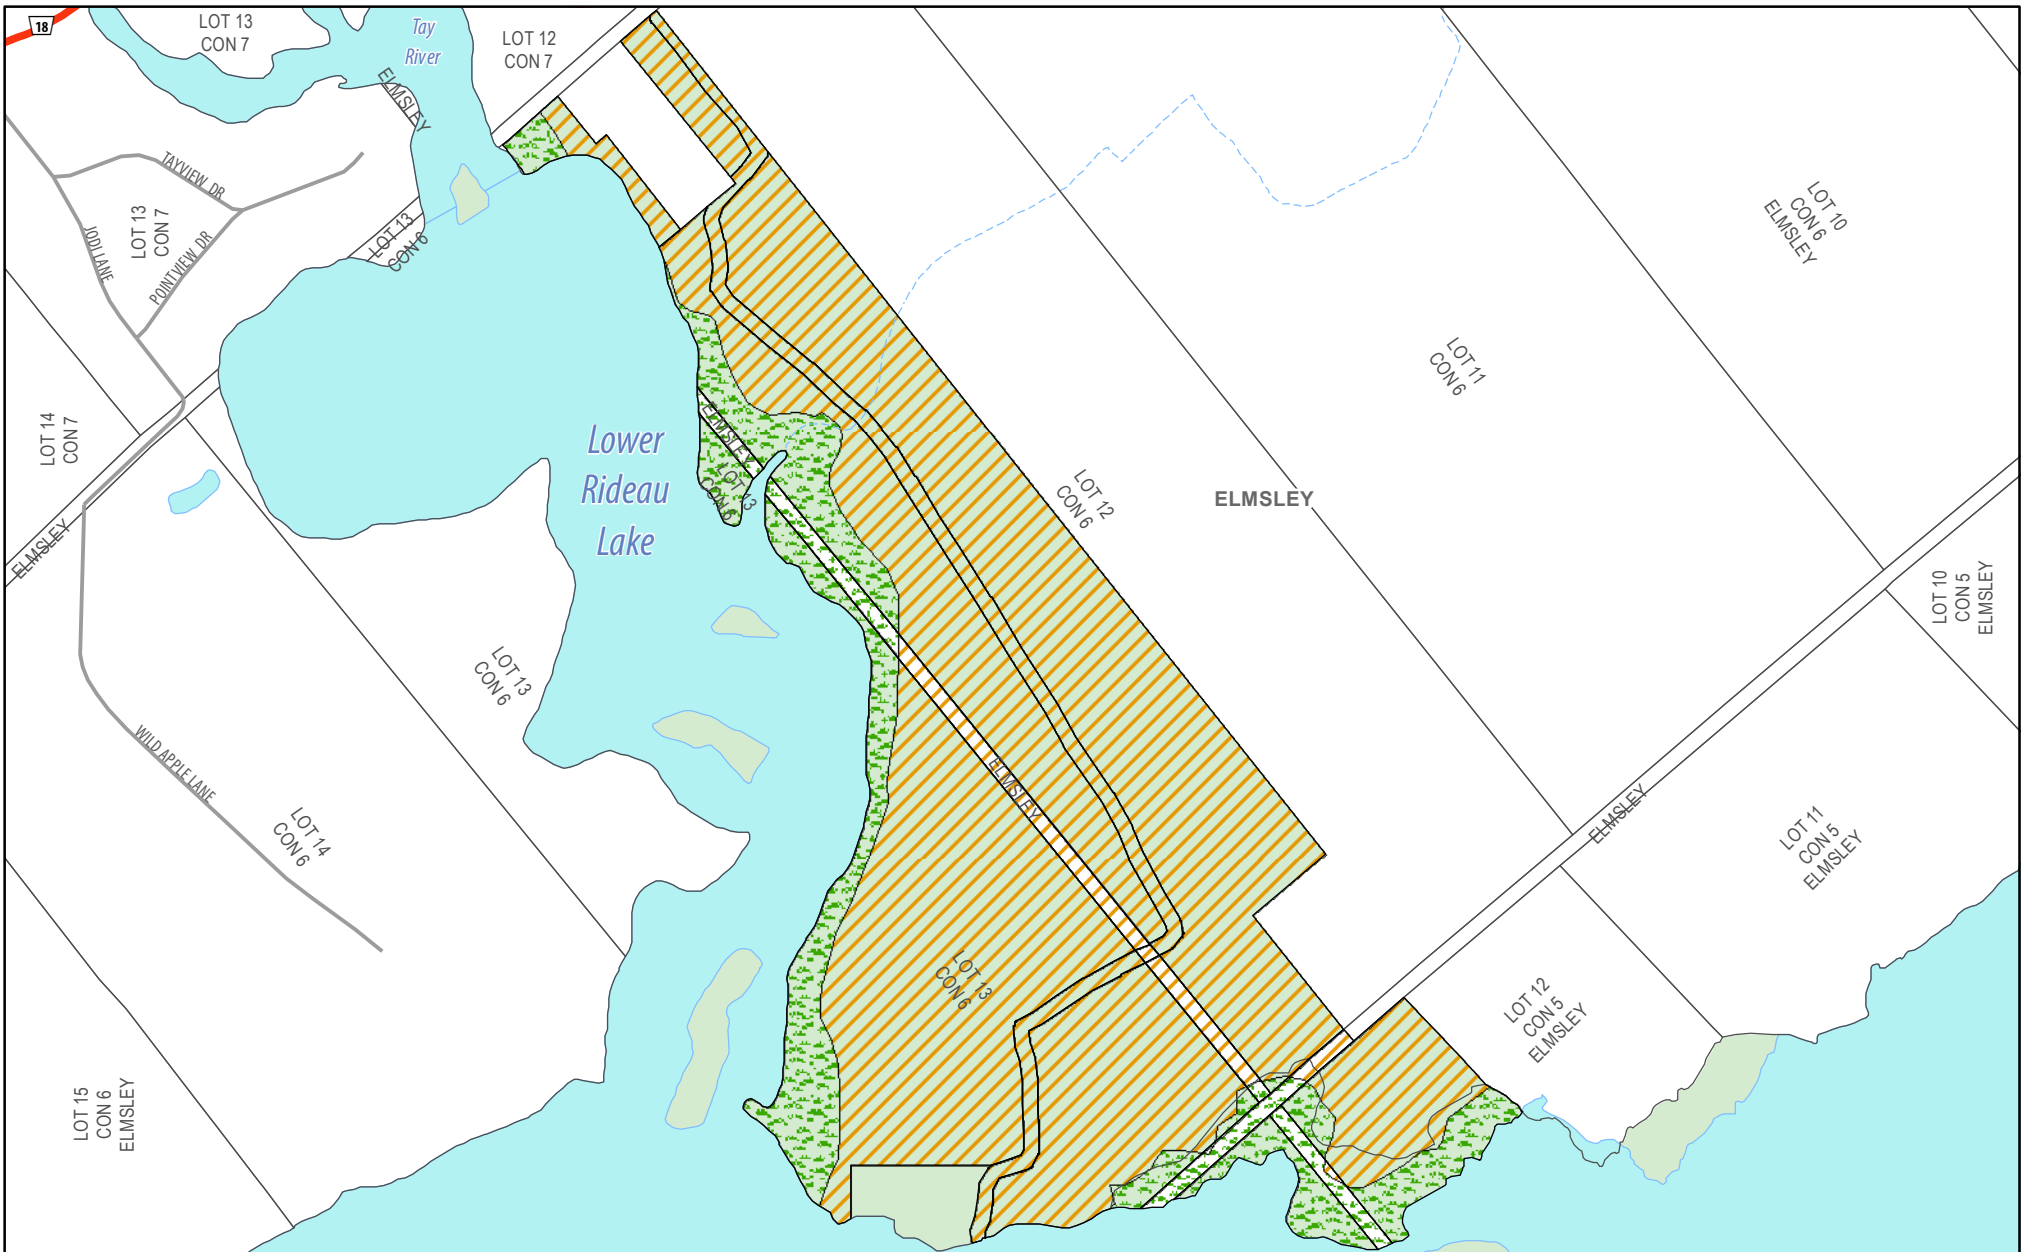 18
LOT 13
CON 7
Tay
River
LOT 12
CON 7
ELMSLEY
TAYVIEW DR
LOT 13
CON 7
JODI LANE
POINTVIEW DR
LOT 13
CON 6
LOT 10
CON 6
ELMSLEY
LOT 11
CON 6
LOT 14
CON 7
Lower
Rideau
Lake
ELMSLEY
LOT 13
CON 6
LOT 12
CON 6
ELMSLEY
ELMSLEY
LOT 10
CON 5
ELMSLEY
LOT 13
CON 6
WILD APPLE LANE
ELMSLEY
LOT 14
CON 6
ELMSLEY
LOT 11
CON 5
ELMSLEY
LOT 13
CON 6
LOT 12
CON 5
ELMSLEY
LOT 15
CON 6
ELMSLEY